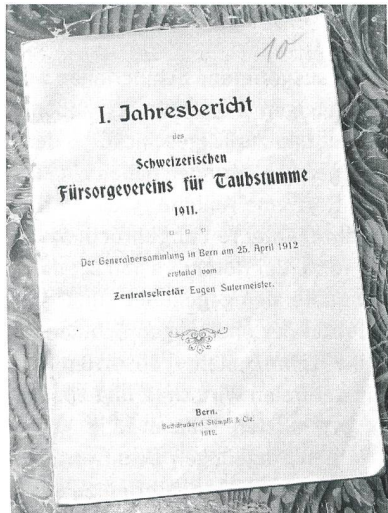 10
I. Jahresbericht
des
Schweizerischen
Fürsorgevereins für Taubstumme
1911.
Der Generalversammlung in Bern am 25. April 1912
erstattet vom
Zentralsekretär Eugen Sutermeister.
Bern.
Buchdruckerei Stämpfli & Cie.
1912.